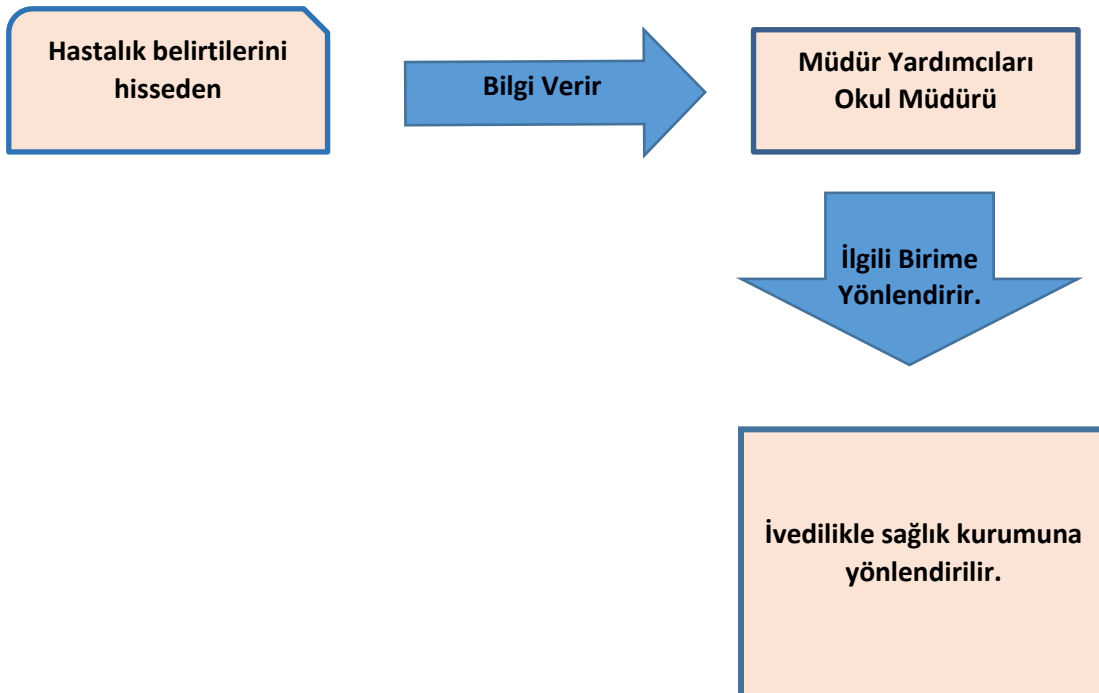 Hastalık belirtilerini
hisseden
Bilgi Verir
Müdür Yardımcıları
Okul Müdürü
İlgili Birime
Yönlendirir.
İvedilikle sağlık kurumuna
yönlendirilir.